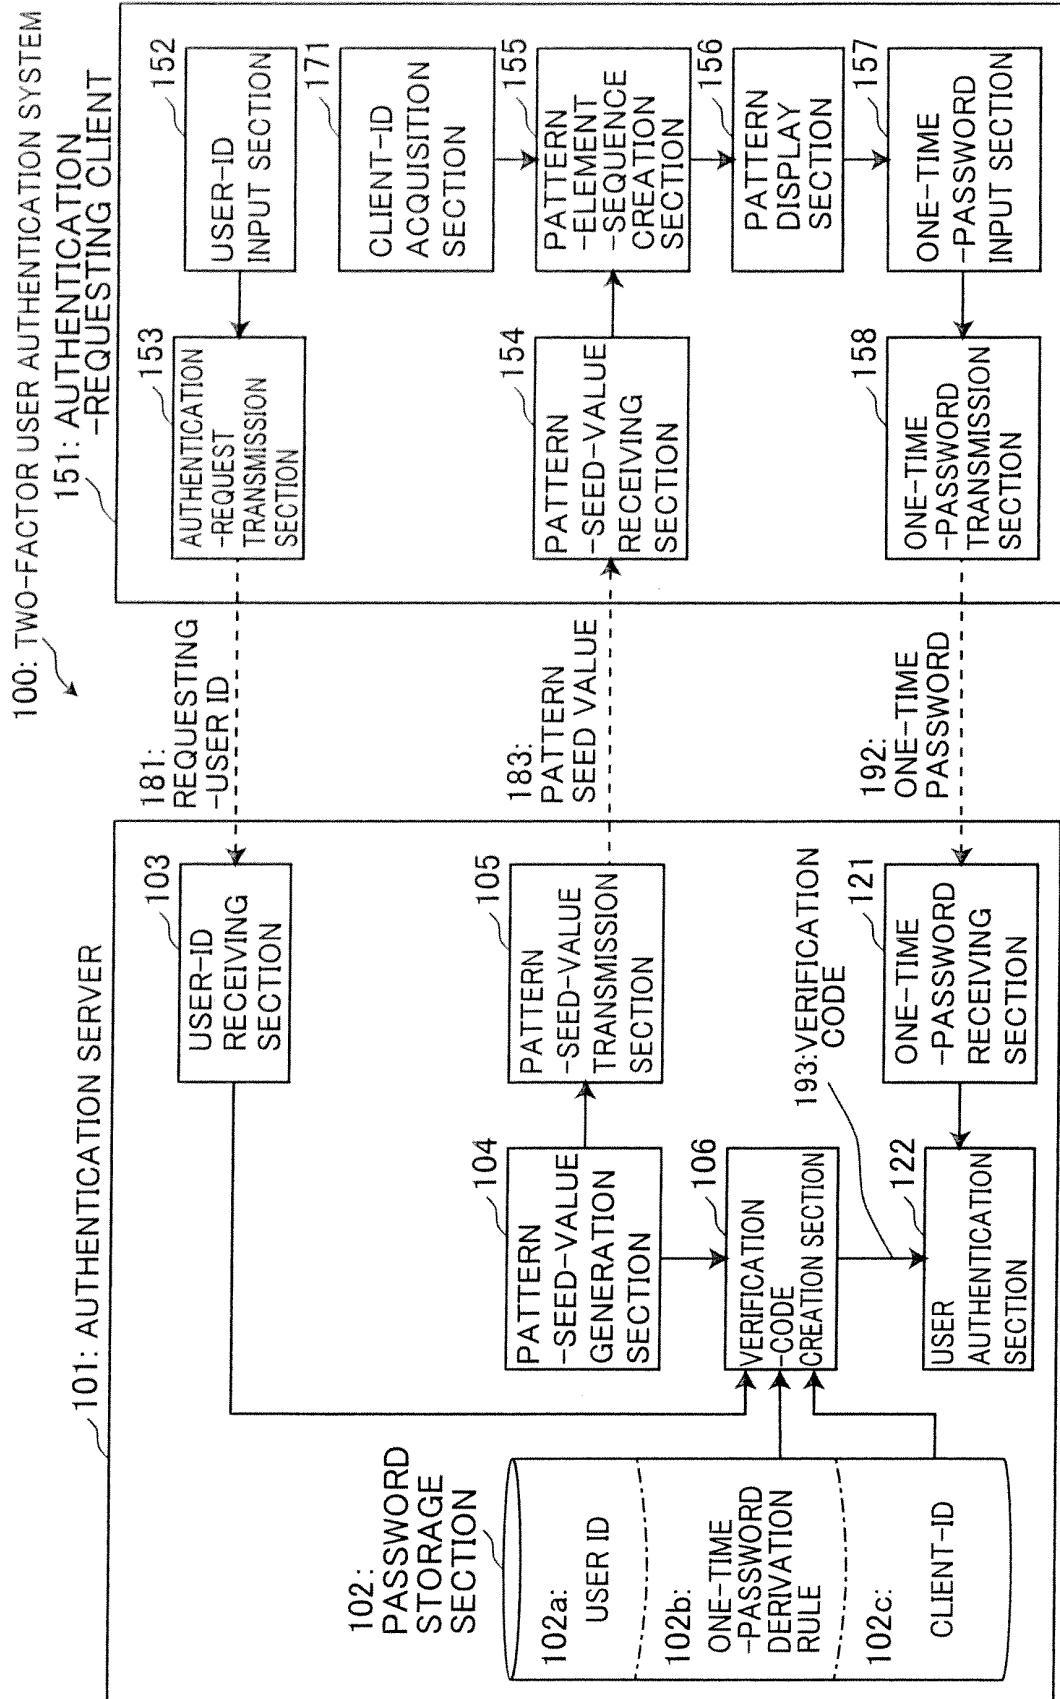 100: TWO-FACTOR USER AUTHENTICATION SYSTEM
101: AUTHENTICATION SERVER
102:
PASSWORD
STORAGE
SECTION
102a:
USER ID
102b:
ONE-TIME
-PASSWORD
DERIVATION
RULE
102c:
CLIENT-ID
103
USER-ID
RECEIVING
SECTION
104
PATTERN
-SEED-VALUE
GENERATION
SECTION
105
PATTERN
-SEED-VALUE
TRANSMISSION
SECTION
106
VERIFICATION
-CODE
CREATION SECTION
193:VERIFICATION
CODE
122
USER
AUTHENTICATION
SECTION
121
ONE-TIME
-PASSWORD
RECEIVING
SECTION
181:
REQUESTING
-USER ID
183:
PATTERN
SEED VALUE
192:
ONE-TIME
PASSWORD
151: AUTHENTICATION
-REQUESTING CLIENT
153
AUTHENTICATION
-REQUEST
TRANSMISSION
SECTION
152
USER-ID
INPUT SECTION
171
CLIENT-ID
ACQUISITION
SECTION
154
PATTERN
-SEED-VALUE
RECEIVING
SECTION
155
PATTERN
-ELEMENT
-SEQUENCE
CREATION
SECTION
156
PATTERN
DISPLAY
SECTION
158
ONE-TIME
-PASSWORD
TRANSMISSION
SECTION
157
ONE-TIME
-PASSWORD
INPUT SECTION